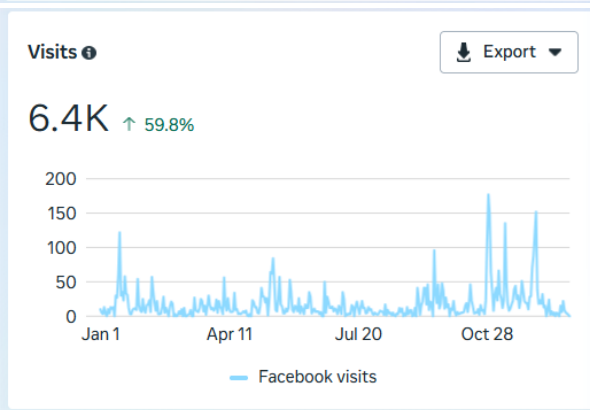 Visits
Export
6.4K ↑ 59.8%
200
150
100
50
0
Jan 1 Apr 11 Jul 20 Oct 28
Facebook visits